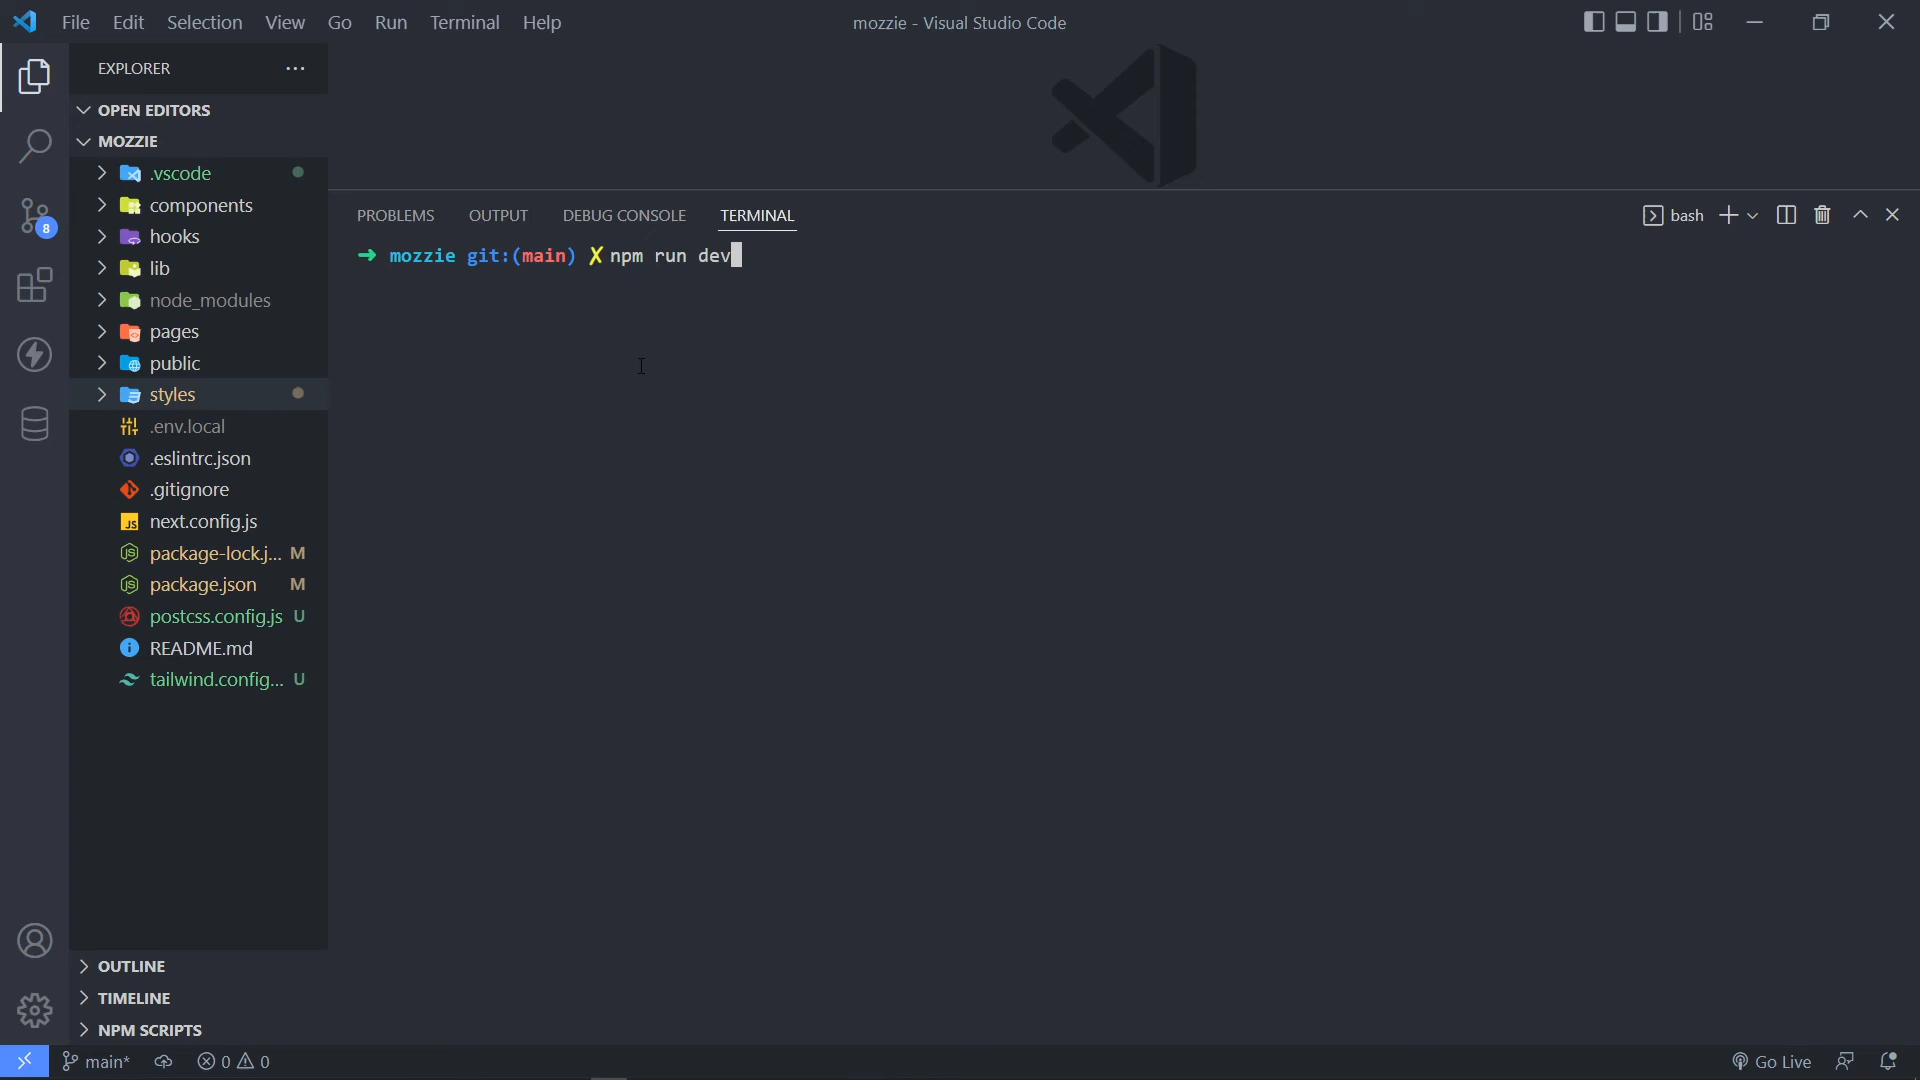 File Edit Selection View Go Run Terminal Help
mozzie - Visual Studio Code
EXPLORER
OPEN EDITORS
MOZZIE
.vscode
components
hooks
lib
node_modules
pages
public
styles
.env.local
.eslintrc.json
.gitignore
JS next.config.js
package-lock.j... M
package.json M
postcss.config.js U
README.md
tailwind.config... U
OUTLINE
TIMELINE
NPM SCRIPTS
8
PROBLEMS OUTPUT DEBUG CONSOLE TERMINAL
bash
➜ mozzie git:(main) ✗ npm run dev
main* 0 0
Go Live